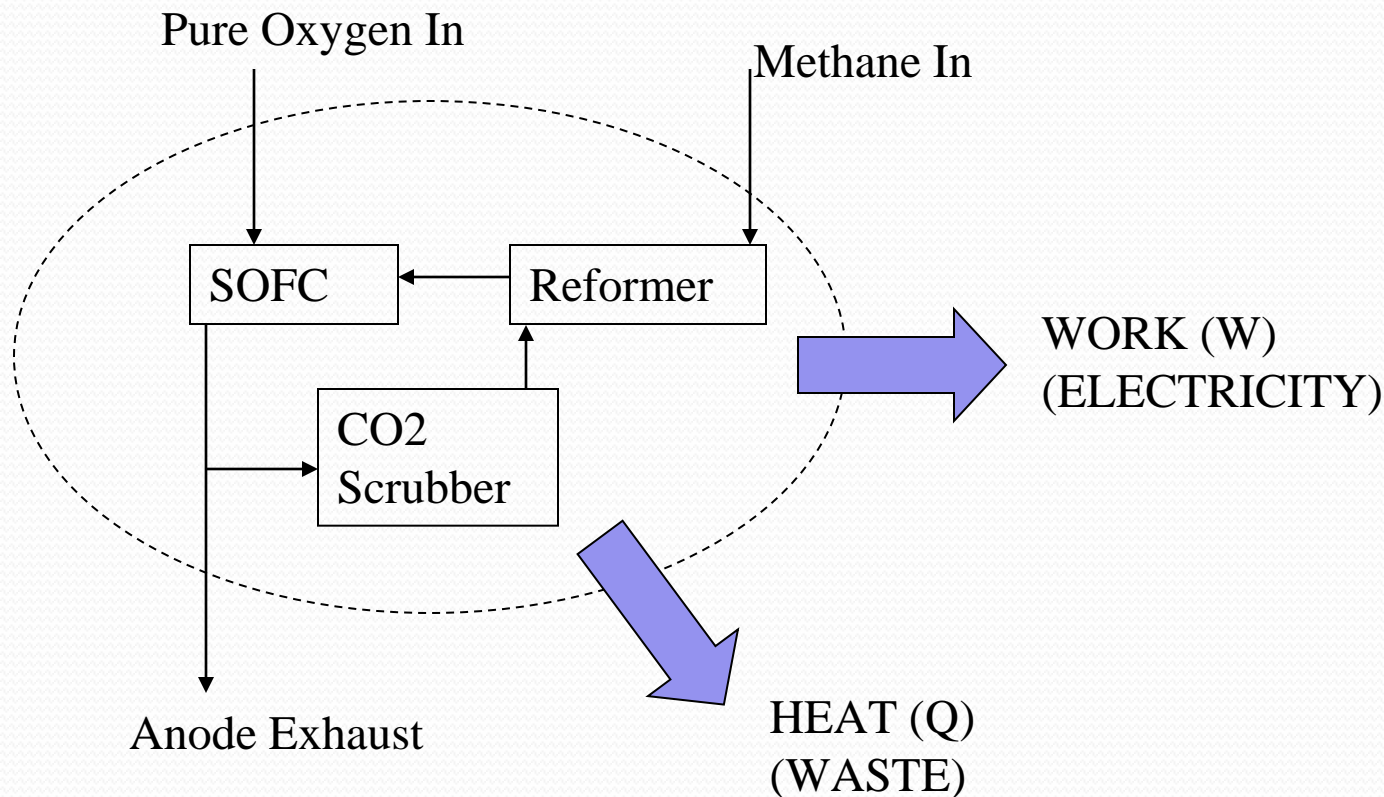 Pure Oxygen In
Methane In
SOFC
Reformer
WORK (W)
(ELECTRICITY)
CO2
Scrubber
Anode Exhaust
HEAT (Q)
(WASTE)